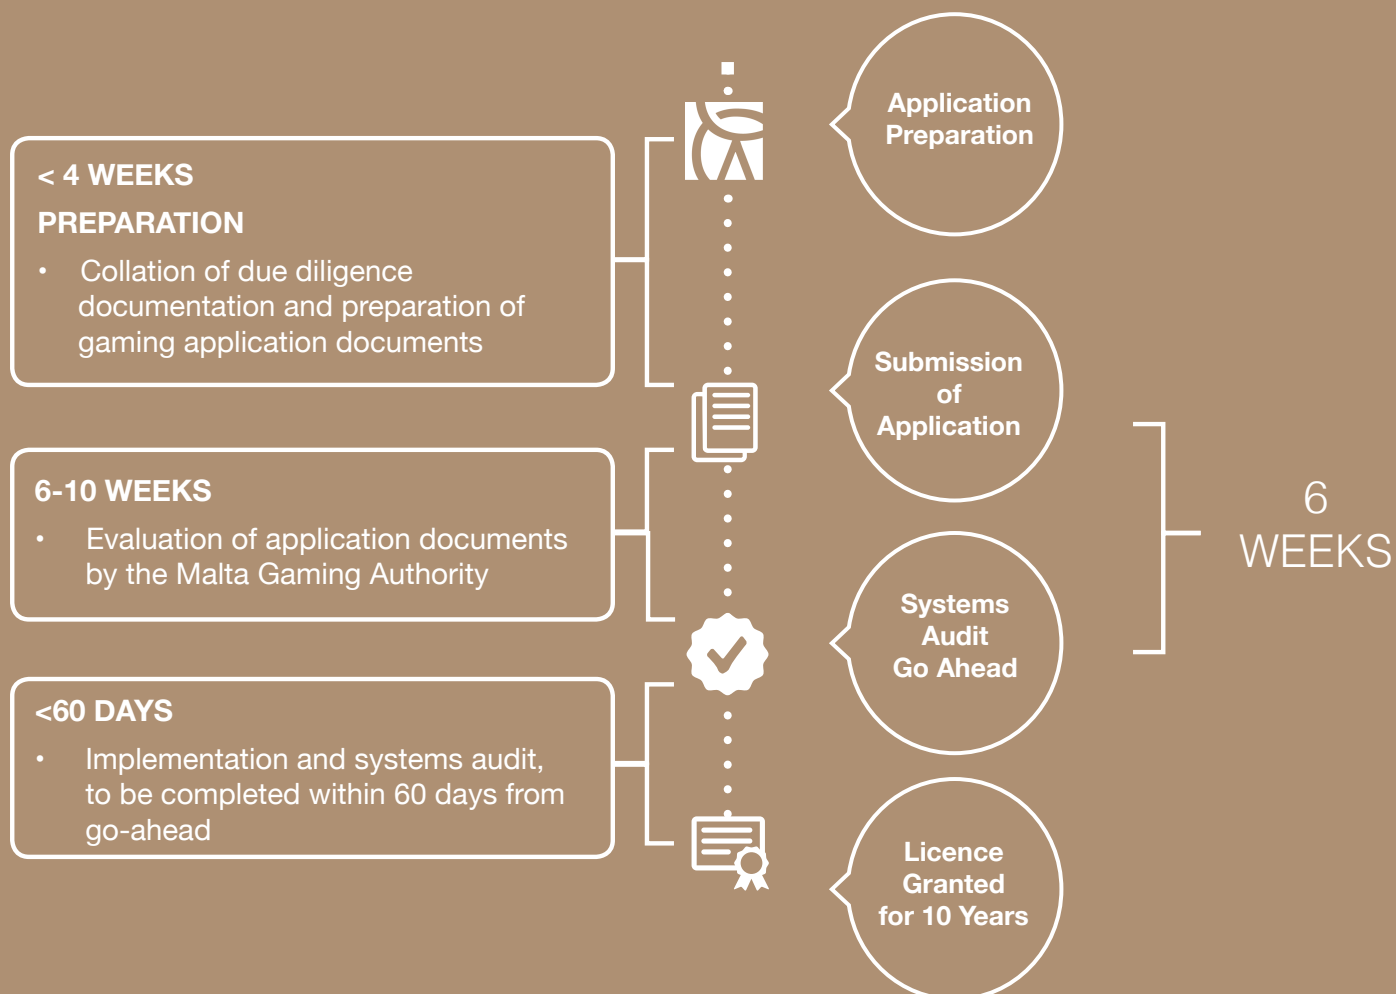 Application
Preparation
< 4 WEEKS
PREPARATION
• Collation of due diligence
documentation and preparation of
gaming application documents
Submission
of
Application
6-10 WEEKS
• Evaluation of application documents
by the Malta Gaming Authority
6
WEEKS
Systems
Audit
Go Ahead
<60 DAYS
• Implementation and systems audit,
to be completed within 60 days from
go-ahead
Licence
Granted
for 10 Years